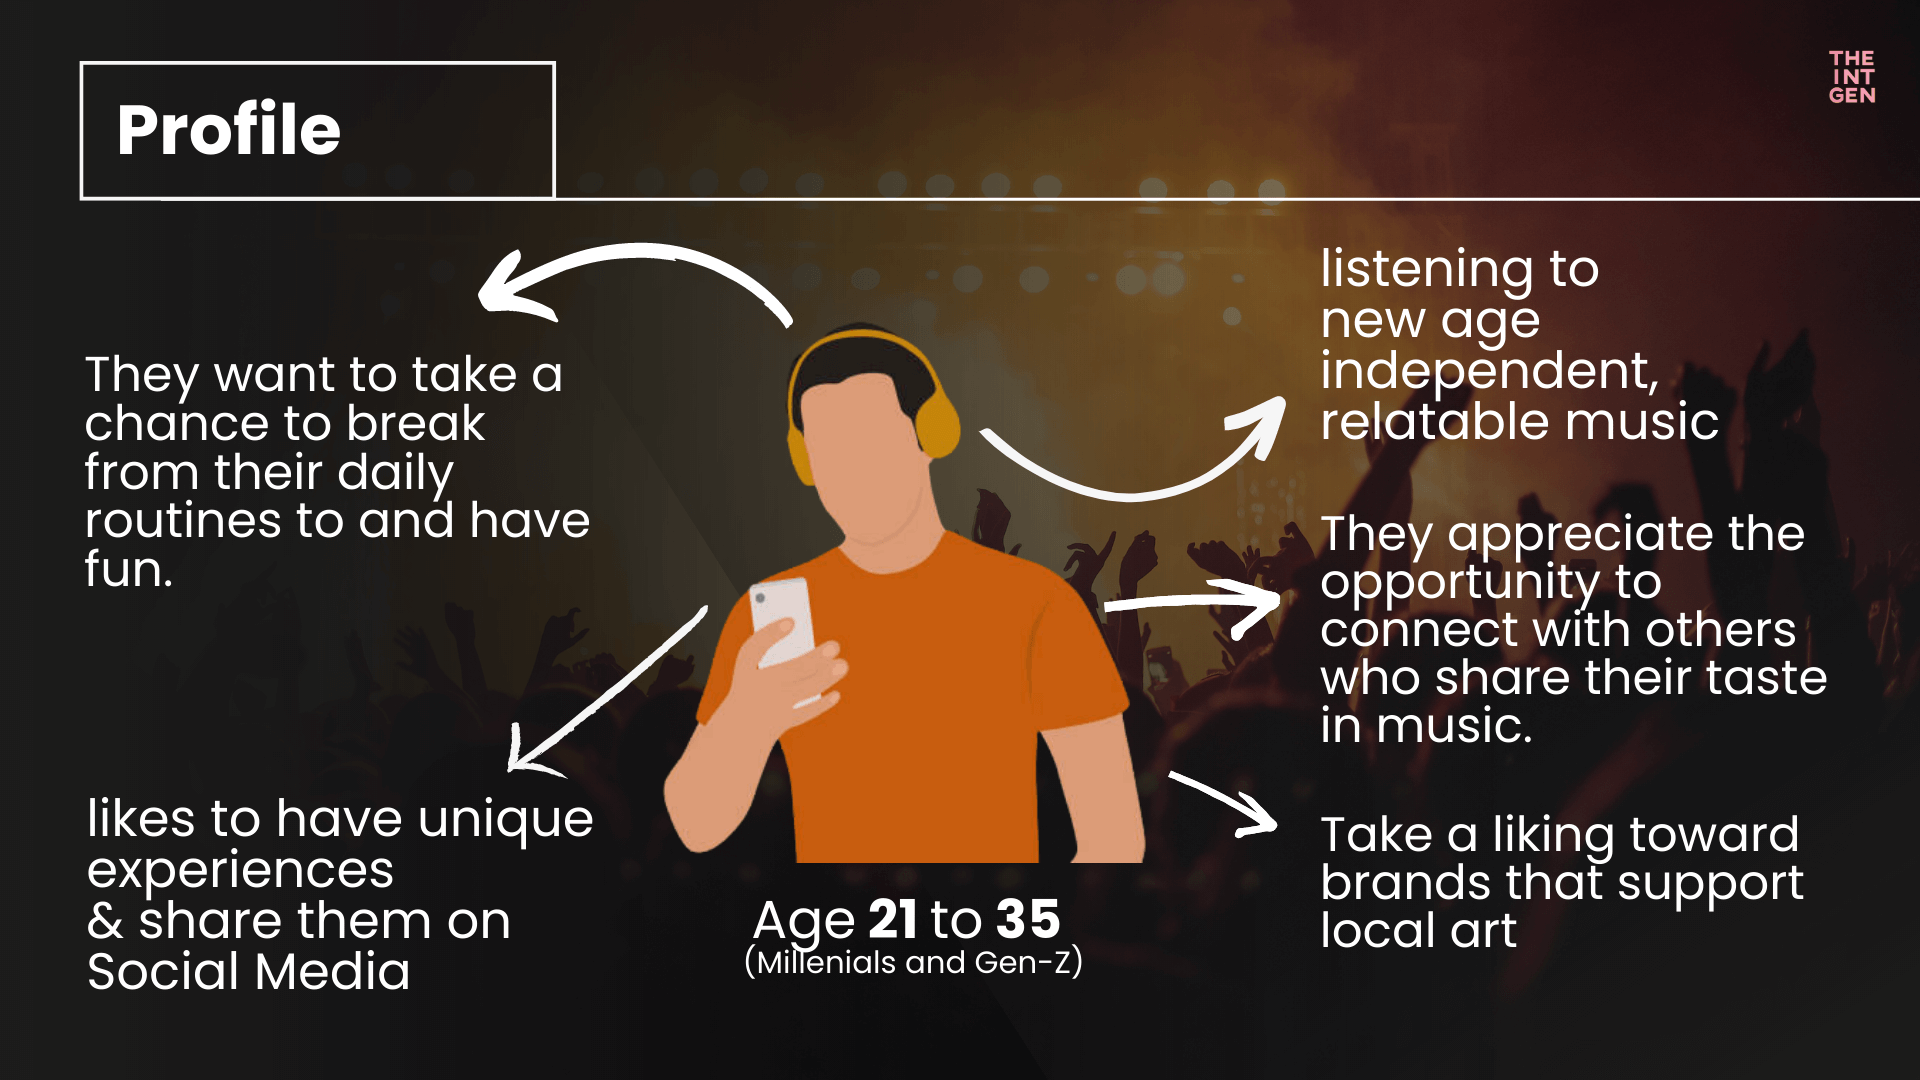 Profile
THE
INT
GEN
They want to take a
chance to break
from their daily
routines to and have
fun.
likes to have unique
experiences
& share them on
Social Media
Age 21 to 35
(Millenials and Gen-Z)
listening to
new age
independent,
relatable music
They appreciate the
opportunity to
connect with others
who share their taste
in music.
Take a liking toward
brands that support
local art